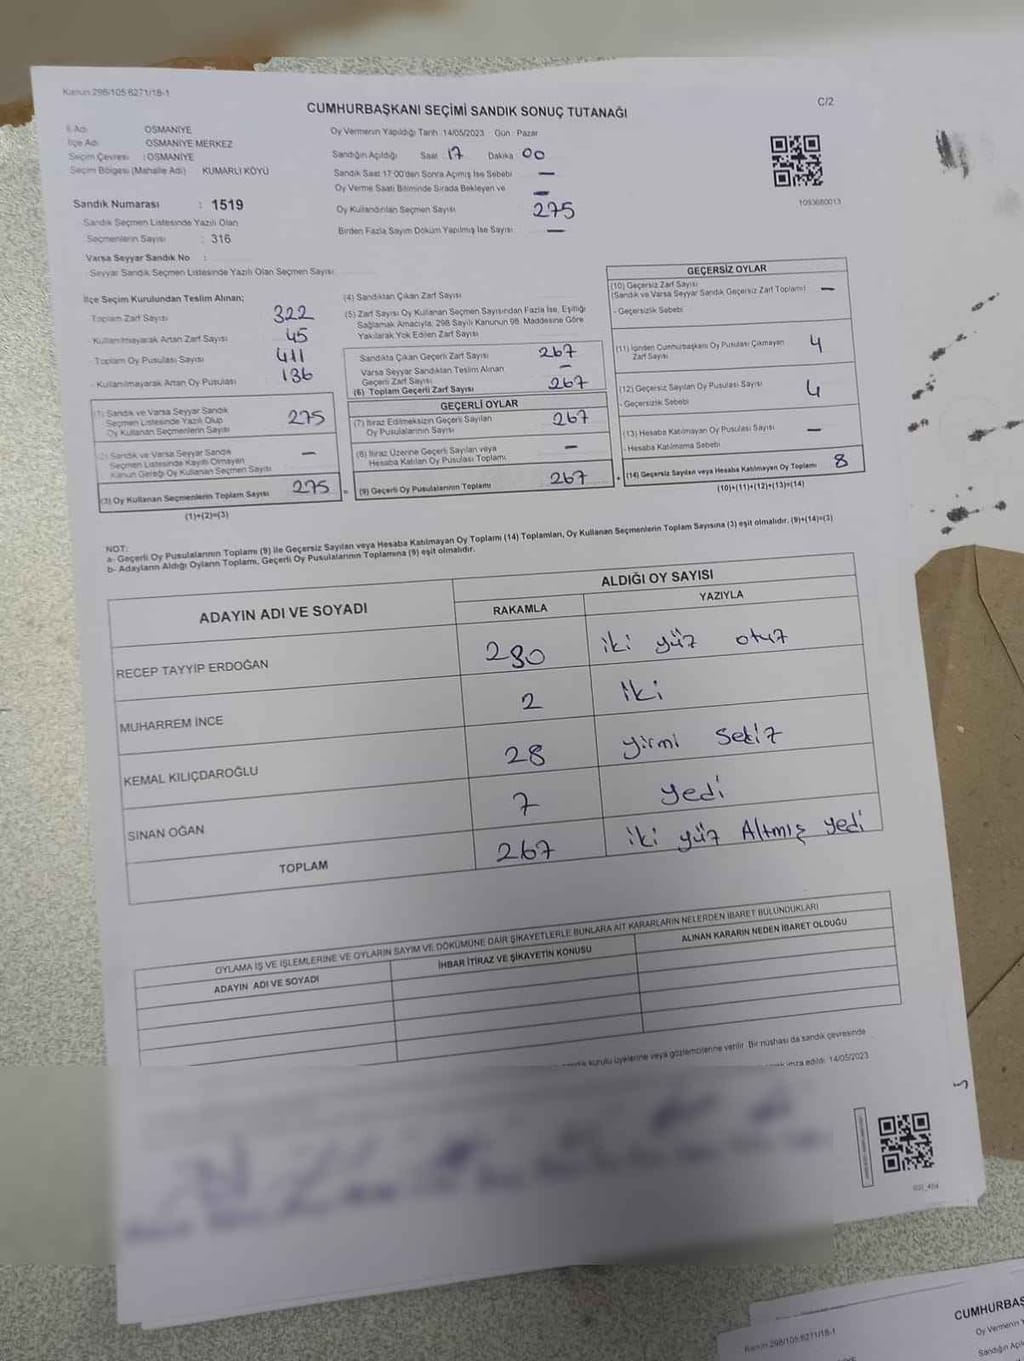 Kanun 298/105 6271/18-1
C/2
CUMHURBAŞKANI SEÇİMİ SANDIK SONUÇ TUTANAĞI
İl Adı OSMANİYE
İlçe Adı OSMANİYE MERKEZ
Seçim Çevresi : OSMANİYE
Seçim Bölgesi (Mahalle Adı) KUMARLI KÖYÜ
Sandık Numarası : 1519
Sandık Seçmen Listesinde Yazılı Olan
Seçmenlerin Sayısı : 316
Varsa Seyyar Sandık No :
Seyyar Sandık Seçmen Listesinde Yazılı Olan Seçmen Sayısı
Oy Vermenin Yapıldığı Tarih 14/05/2023 Gün : Pazar
Sandığın Açıldığı Saat 17 Dakika 00
Sandık Saat 17:00'den Sonra Açımış İse Sebebi —
Oy Verme Saati Bitiminde Sırada Bekleyen ve —
Oy Kullandırılan Seçmen Sayısı 275
Birden Fazla Sayım Döküm Yapılmış İse Sayısı —
1093680013
İlçe Seçim Kurulundan Teslim Alınan;
Toplam Zarf Sayısı 322
- Kullanılmayarak Artan Zarf Sayısı 45
- Toplam Oy Pusulası Sayısı 411
- Kullanılmayarak Artan Oy Pusulası 136
(1) Sandık ve Varsa Seyyar Sandık
Seçmen Listesinde Yazılı Olup
Oy Kullanan Seçmenlerin Sayısı 275
(2) Sandık ve Varsa Seyyar Sandık
Seçmen Listesinde Kayıtlı Olmayan
Kanun Gereği Oy Kullanan Seçmen Sayısı —
(3) Oy Kullanan Seçmenlerin Toplam Sayısı 275
(1)+(2)=(3)
(4) Sandıktan Çıkan Zarf Sayısı
(5) Zarf Sayısı Oy Kullanan Seçmen Sayısından Fazla İse, Eşitliği
Sağlamak Amacıyla, 298 Sayılı Kanunun 98. Maddesine Göre
Yakılarak Yok Edilen Zarf Sayısı
Sandıkta Çıkan Geçerli Zarf Sayısı 267
Varsa Seyyar Sandıktan Teslim Alınan
Geçerli Zarf Sayısı —
(6) Toplam Geçerli Zarf Sayısı 267
GEÇERLİ OYLAR
(7) İtiraz Edilmeksizin Geçerli Sayılan
Oy Pusulalarının Sayısı 267
(8) İtiraz Üzerine Geçerli Sayılan veya
Hesaba Katılan Oy Pusulası Toplamı —
= (9) Geçerli Oy Pusulalarının Toplamı 267
GEÇERSİZ OYLAR
(10) Geçersiz Zarf Sayısı
(Sandık ve Varsa Seyyar Sandık Geçersiz Zarf Toplamı) —
- Geçersizlik Sebebi
(11) İçinden Cumhurbaşkanı Oy Pusulası Çıkmayan
Zarf Sayısı 4
(12) Geçersiz Sayılan Oy Pusulası Sayısı 4
- Geçersizlik Sebebi
(13) Hesaba Katılmayan Oy Pusulası Sayısı —
- Hesaba Katılmama Sebebi
+ (14) Geçersiz Sayılan veya Hesaba Katılmayan Oy Toplamı 8
(10)+(11)+(12)+(13)=(14)
NOT:
a- Geçerli Oy Pusulalarının Toplamı (9) ile Geçersiz Sayılan veya Hesaba Katılmayan Oy Toplamı (14) Toplamları, Oy Kullanan Seçmenlerin Toplam Sayısına (3) eşit olmalıdır. (9)+(14)=(3)
b- Adayların Aldığı Oyların Toplamı, Geçerli Oy Pusulalarının Toplamına (9) eşit olmalıdır.
ADAYIN ADI VE SOYADI ALDIĞI OY SAYISI
RAKAMLA YAZIYLA
RECEP TAYYİP ERDOĞAN 230 iki yüz otuz
MUHARREM İNCE 2 iki
KEMAL KILIÇDAROĞLU 28 yirmi sekiz
SİNAN OĞAN 7 yedi
TOPLAM 267 iki yüz Altmış yedi
OYLAMA İŞ VE İŞLEMLERİNE VE OYLARIN SAYIM VE DÖKÜMÜNE DAİR ŞİKAYETLERLE BUNLARA AİT KARARLARIN NELERDEN İBARET BULUNDUKLARI
ADAYIN ADI VE SOYADI İHBAR İTİRAZ VE ŞİKAYETİN KONUSU ALINAN KARARIN NEDEN İBARET OLDUĞU
kurulu üyelerine veya gözlemcilerine verilir. Bir nüshası da sandık çevresinde
imza edildi. 14/05/2023
Kanun 298/105 6271/18-1
CUMHURBAŞ
Oy Vermenin
Sandığın Açıl